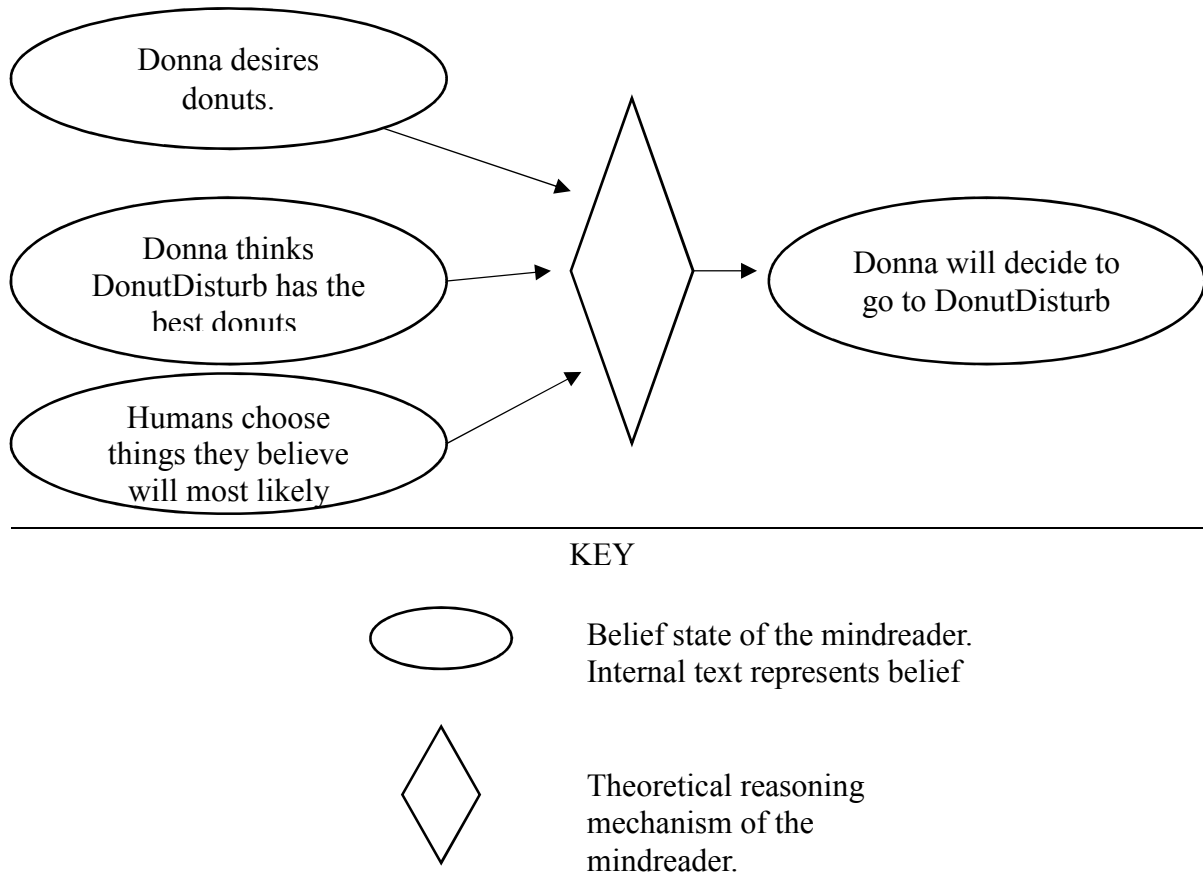 Donna desires
donuts.
Donna thinks
DonutDisturb has the
best donuts
Humans choose
things they believe
will most likely
Donna will decide to
go to DonutDisturb
KEY
Belief state of the mindreader.
Internal text represents belief
Theoretical reasoning
mechanism of the
mindreader.